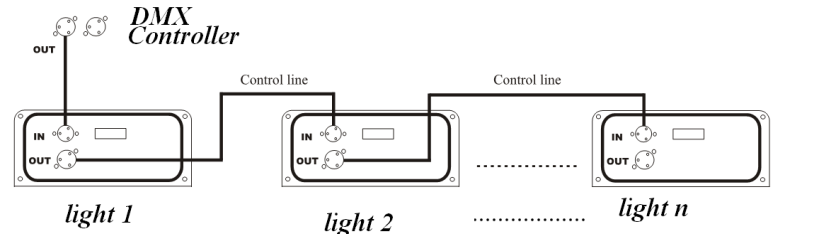 DMX
Controller
OUT
Control line
Control line
IN
OUT
IN
OUT
IN
OUT
light 1
light 2
light n